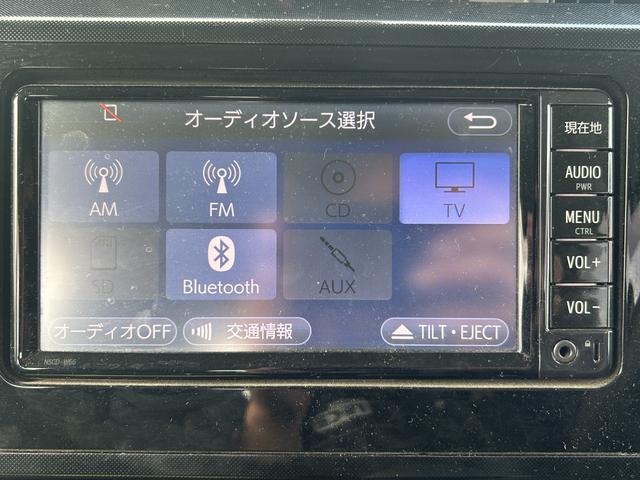 オーディオソース選択
現在地
AM
FM
CD
TV
AUDIO
PWR
MENU
CTRL
SD
Bluetooth
AUX
VOL+
VOL-
オーディオOFF
交通情報
TILT・EJECT
NSCD-W66